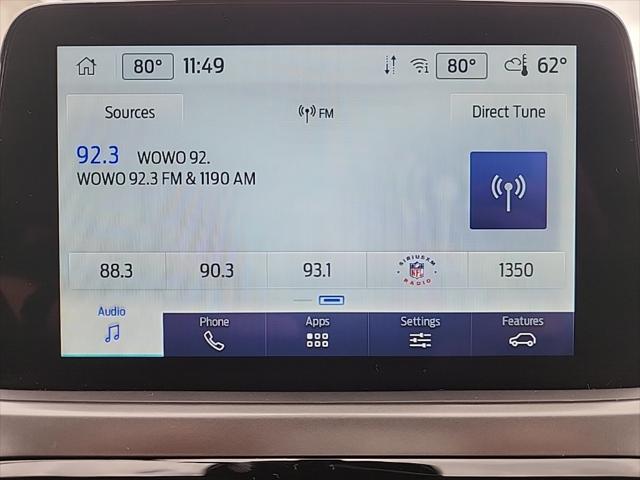 80° 11:49 80° 62°
Sources FM Direct Tune
92.3 WOWO 92.
WOWO 92.3 FM & 1190 AM
88.3 90.3 93.1 SIRIUSXM NFL RADIO 1350
Audio Phone Apps Settings Features